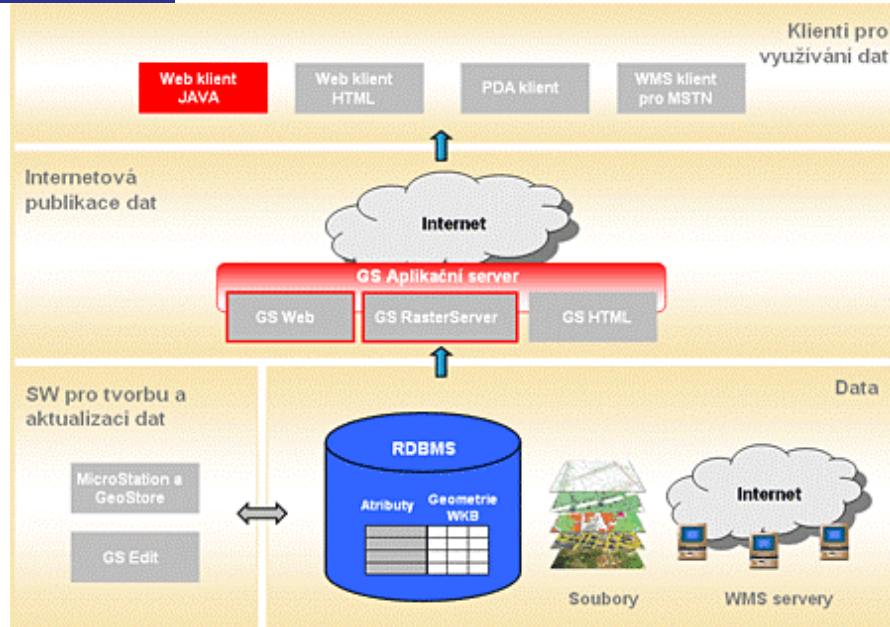 Klienti pro
využívání dat
Web klient
JAVA
Web klient
HTML
PDA klient
WMS klient
pro MSTN
Internetová
publikace dat
Internet
GS Aplikační server
GS Web
GS RasterServer
GS HTML
SW pro tvorbu a
aktualizaci dat
Data
MicroStation a
GeoStore
GS Edit
RDBMS
Atributy
Geometrie
WKB
Internet
Soubory
WMS servery